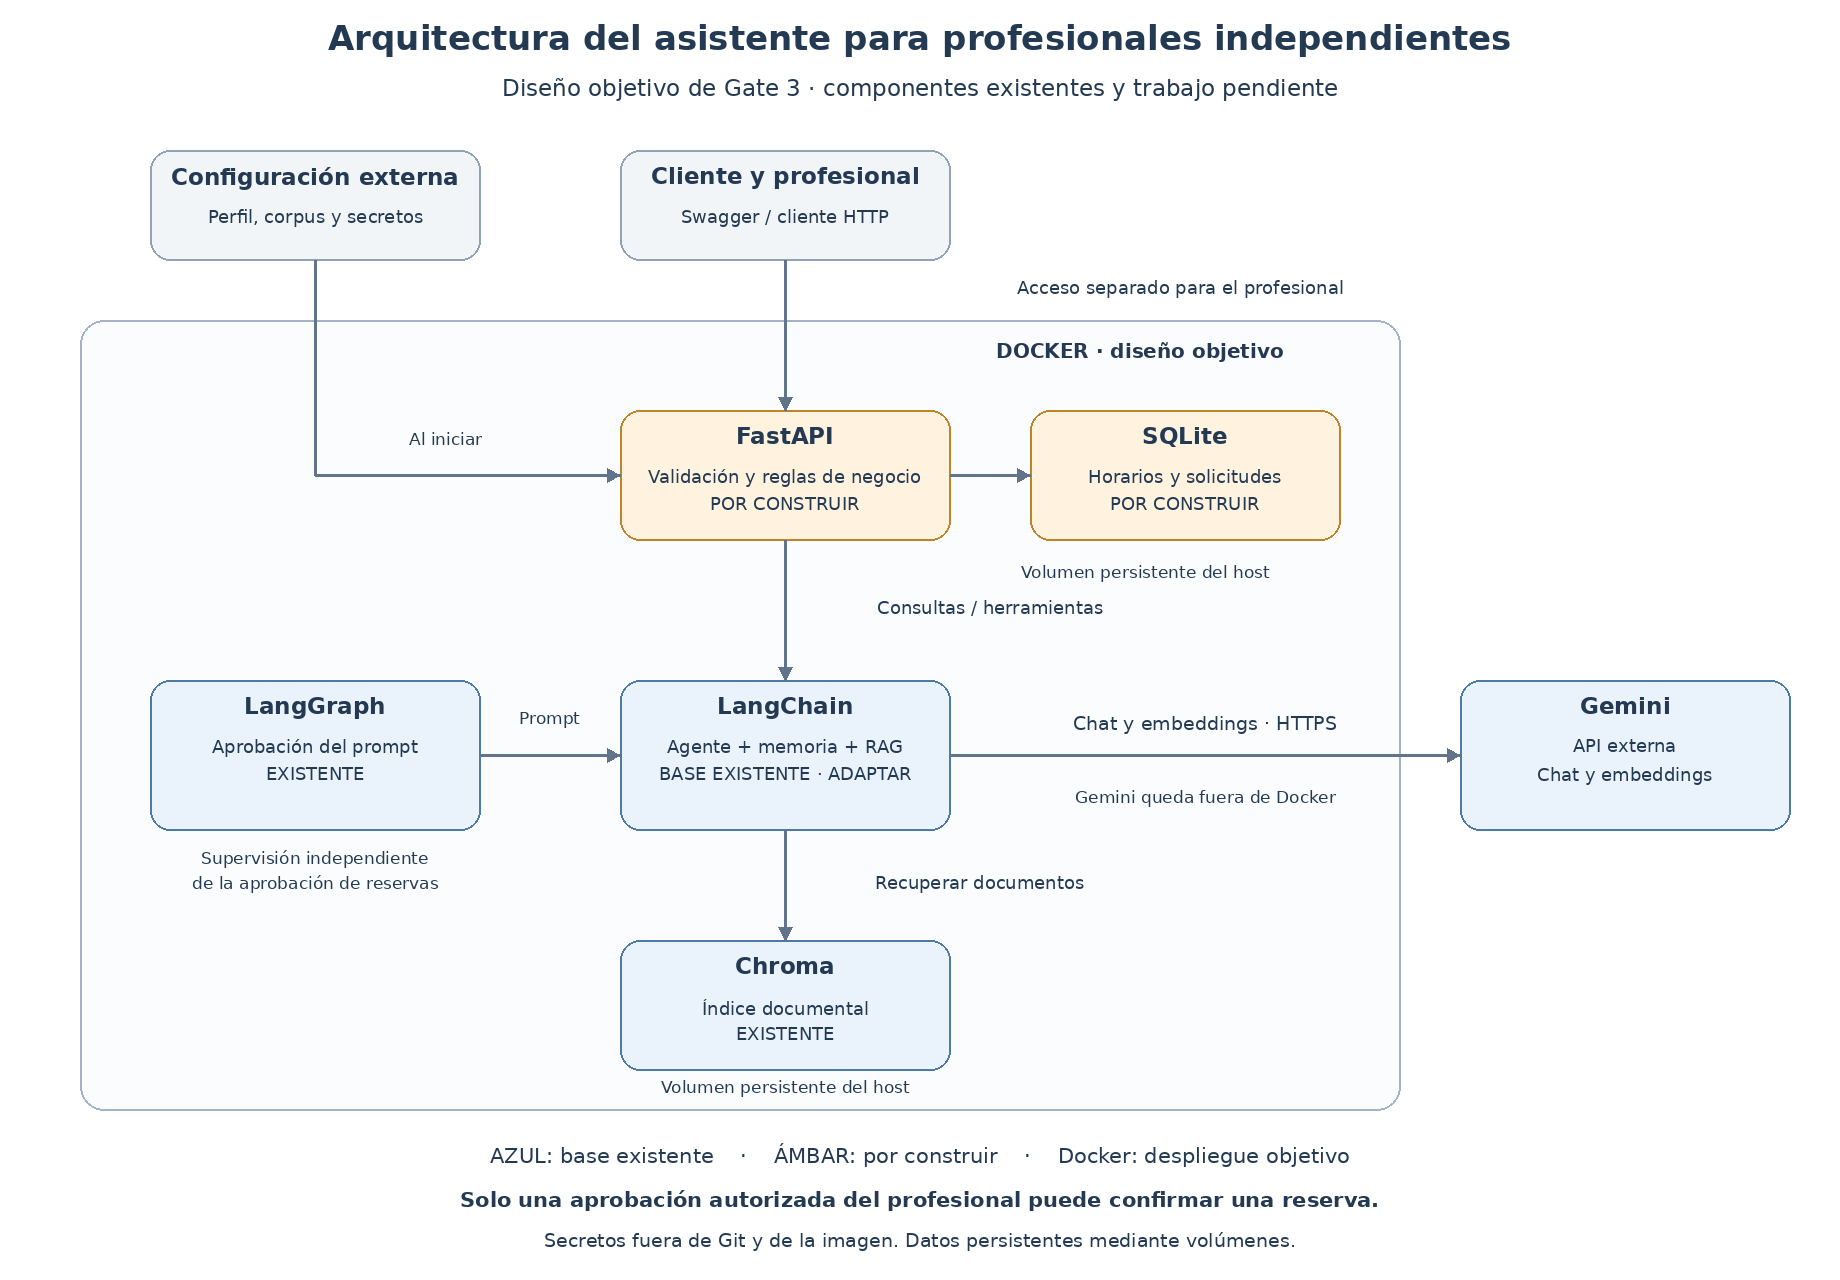 Arquitectura del asistente para profesionales independientes
Diseño objetivo de Gate 3 · componentes existentes y trabajo pendiente
Configuración externa
Perfil, corpus y secretos
Cliente y profesional
Swagger / cliente HTTP
Acceso separado para el profesional
DOCKER · diseño objetivo
Al iniciar
FastAPI
Validación y reglas de negocio
POR CONSTRUIR
SQLite
Horarios y solicitudes
POR CONSTRUIR
Volumen persistente del host
Consultas / herramientas
LangGraph
Aprobación del prompt
EXISTENTE
Prompt
LangChain
Agente + memoria + RAG
BASE EXISTENTE · ADAPTAR
Chat y embeddings · HTTPS
Gemini queda fuera de Docker
Gemini
API externa
Chat y embeddings
Supervisión independiente
de la aprobación de reservas
Recuperar documentos
Chroma
Índice documental
EXISTENTE
Volumen persistente del host
AZUL: base existente · ÁMBAR: por construir · Docker: despliegue objetivo
Solo una aprobación autorizada del profesional puede confirmar una reserva.
Secretos fuera de Git y de la imagen. Datos persistentes mediante volúmenes.